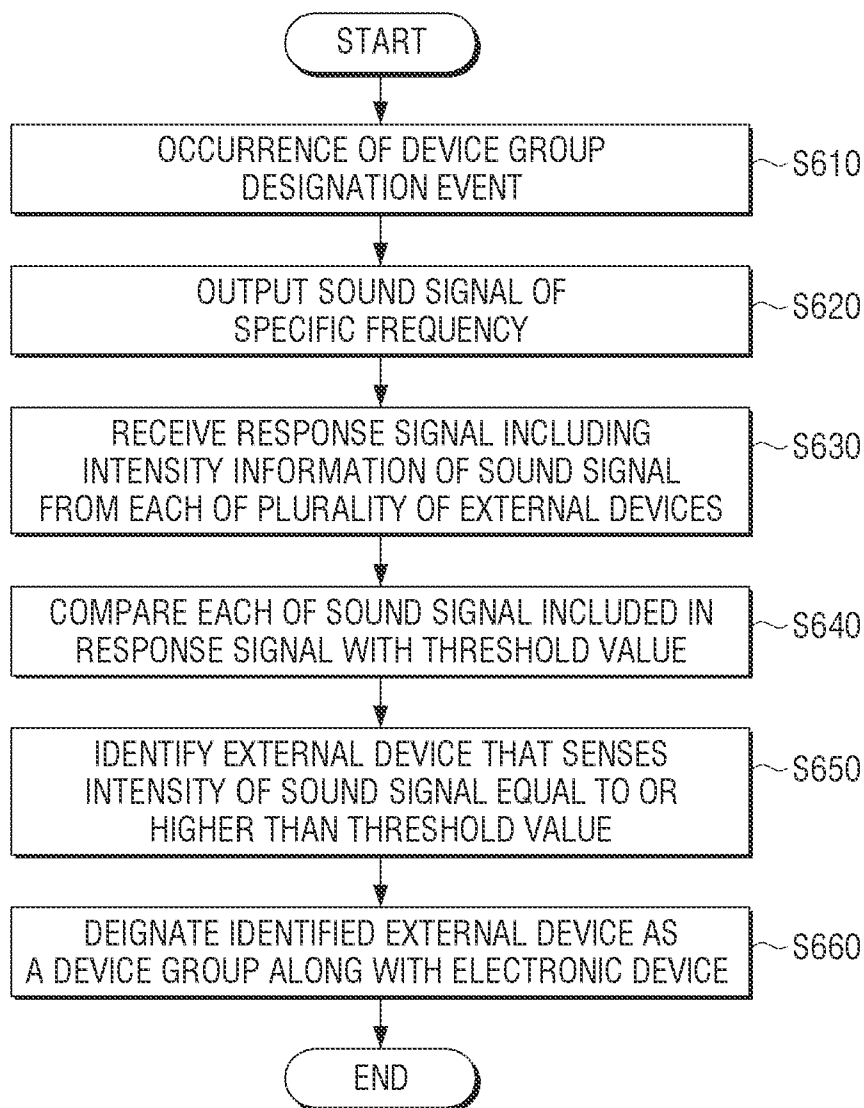 START
OCCURRENCE OF DEVICE GROUP
DESIGNATION EVENT
S610
OUTPUT SOUND SIGNAL OF
SPECIFIC FREQUENCY
S620
RECEIVE RESPONSE SIGNAL INCLUDING
INTENSITY INFORMATION OF SOUND SIGNAL
FROM EACH OF PLURALITY OF EXTERNAL DEVICES
S630
COMPARE EACH OF SOUND SIGNAL INCLUDED IN
RESPONSE SIGNAL WITH THRESHOLD VALUE
S640
IDENTIFY EXTERNAL DEVICE THAT SENSES
INTENSITY OF SOUND SIGNAL EQUAL TO OR
HIGHER THAN THRESHOLD VALUE
S650
DEIGNATE IDENTIFIED EXTERNAL DEVICE AS
A DEVICE GROUP ALONG WITH ELECTRONIC DEVICE
S660
END